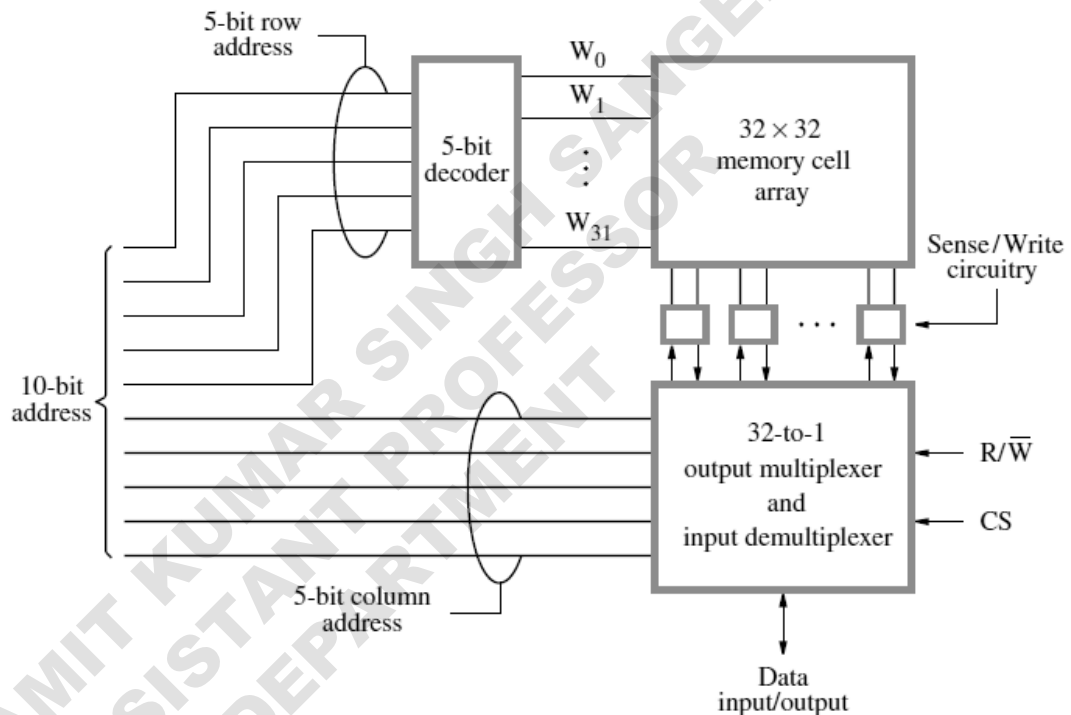 5-bit row
address
W0
W1
5-bit
decoder
32 × 32
memory cell
array
W31
Sense/Write
circuitry
10-bit
address
32-to-1
output multiplexer
and
input demultiplexer
R/W̅
CS
5-bit column
address
Data
input/output
AMIT KUMAR SINGH SANGE
SISTANT PROFESSOR
DEPARTMENT